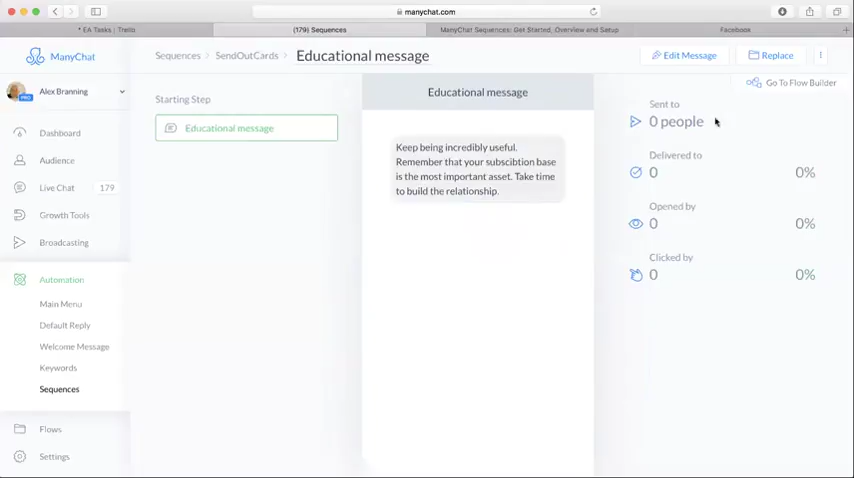 manychat.com
* EA Tasks | Trello
(179) Sequences
ManyChat Sequences: Get Started, Overview and Setup
Facebook
ManyChat
Sequences > SendOutCards > Educational message
Edit Message
Replace
Go To Flow Builder
Alex Branning
PRO
Dashboard
Audience
Live Chat 179
Growth Tools
Broadcasting
Automation
Main Menu
Default Reply
Welcome Message
Keywords
Sequences
Flows
Settings
Starting Step
Educational message
Educational message
Keep being incredibly useful.
Remember that your subscibtion base
is the most important asset. Take time
to build the relationship.
Sent to
0 people
Delivered to
0 0%
Opened by
0 0%
Clicked by
0 0%